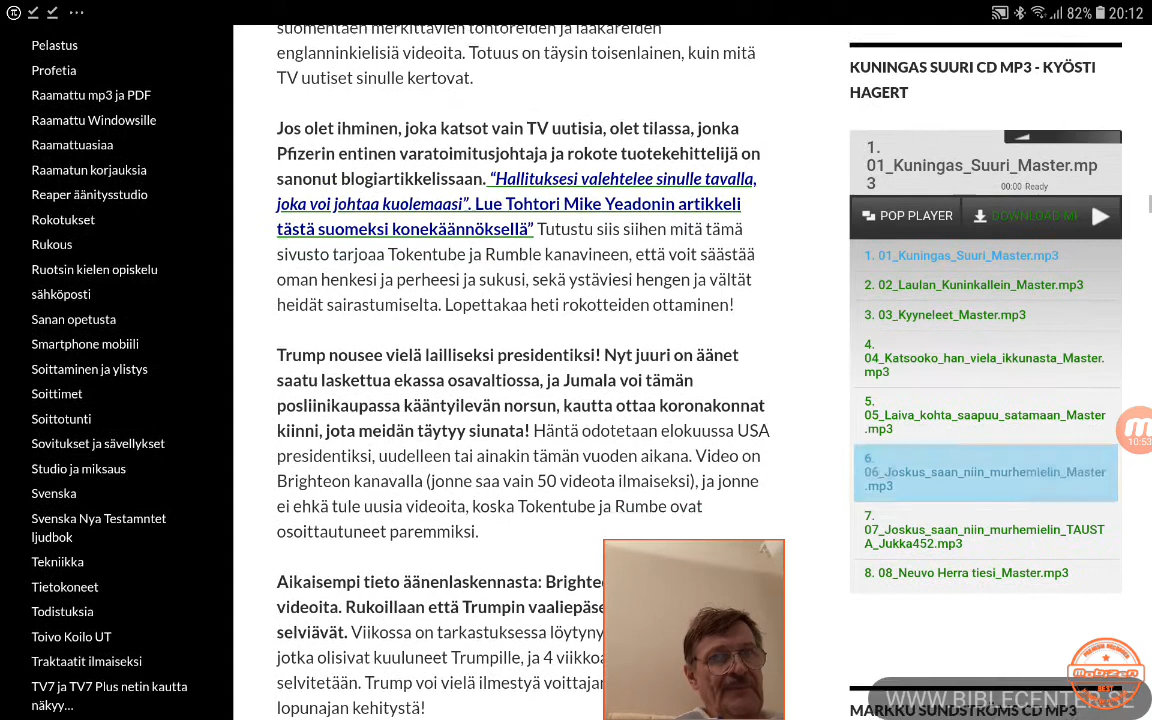 82% 20:12
Pelastus
Profetia
Raamattu mp3 ja PDF
Raamattu Windowsille
Raamattuasiaa
Raamatun korjauksia
Reaper äänitysstudio
Rokotukset
Rukous
Ruotsin kielen opiskelu
sähköposti
Sanan opetusta
Smartphone mobiili
Soittaminen ja ylistys
Soittimet
Soittotunti
Sovitukset ja sävellykset
Studio ja miksaus
Svenska
Svenska Nya Testamntet
ljudbok
Tekniikka
Tietokoneet
Todistuksia
Toivo Koilo UT
Traktaatit ilmaiseksi
TV7 ja TV7 Plus netin kautta
näkyy...
suomentaen merkittävien tohtoreiden ja lääkäreiden
englanninkielisiä videoita. Totuus on täysin toisenlainen, kuin mitä
TV uutiset sinulle kertovat.
Jos olet ihminen, joka katsot vain TV uutisia, olet tilassa, jonka
Pfizerin entinen varatoimitusjohtaja ja rokote tuotekehittelijä on
sanonut blogiartikkelissaan. “Hallituksesi valehtelee sinulle tavalla,
joka voi johtaa kuolemaasi”. Lue Tohtori Mike Yeadonin artikkeli
tästä suomeksi konekäännöksellä” Tutustu siis siihen mitä tämä
sivusto tarjoaa Tokentube ja Rumble kanavineen, että voit säästää
oman henkesi ja perheesi ja sukusi, sekä ystäviesi hengen ja vältät
heidät sairastumiselta. Lopettakaa heti rokotteiden ottaminen!
Trump nousee vielä lailliseksi presidentiksi! Nyt juuri on äänet
saatu laskettua ekassa osavaltiossa, ja Jumala voi tämän
posliinikaupassa kääntyilevän norsun, kautta ottaa koronakonnat
kiinni, jota meidän täytyy siunata! Häntä odotetaan elokuussa USA
presidentiksi, uudelleen tai ainakin tämän vuoden aikana. Video on
Brighteon kanavalla (jonne saa vain 50 videota ilmaiseksi), ja jonne
ei ehkä tule uusia videoita, koska Tokentube ja Rumbe ovat
osoittautuneet paremmiksi.
Aikaisempi tieto äänenlaskennasta: Brighteo
videoita. Rukoillaan että Trumpin vaaliepäse
selviävät. Viikossa on tarkastuksessa löytyny
jotka olisivat kuuluneet Trumpille, ja 4 viikkoa
selvitetään. Trump voi vielä ilmestyä voittajan
lopunajan kehitystä!
KUNINGAS SUURI CD MP3 - KYÖSTI
HAGERT
1.
01_Kuningas_Suuri_Master.mp
3
00:00 Ready
POP PLAYER DOWNLOAD MP
1. 01_Kuningas_Suuri_Master.mp3
2. 02_Laulan_Kuninkallein_Master.mp3
3. 03_Kyyneleet_Master.mp3
4.
04_Katsooko_han_viela_ikkunasta_Master.
mp3
5.
05_Laiva_kohta_saapuu_satamaan_Master
.mp3
6.
06_Joskus_saan_niin_murhemielin_Master
.mp3
7.
07_Joskus_saan_niin_murhemielin_TAUST
A_Jukka452.mp3
8. 08_Neuvo Herra tiesi_Master.mp3
10:53
WWW.BIBLECENTER.SE
MARKKU SUNDSTRÖMS CD MP3